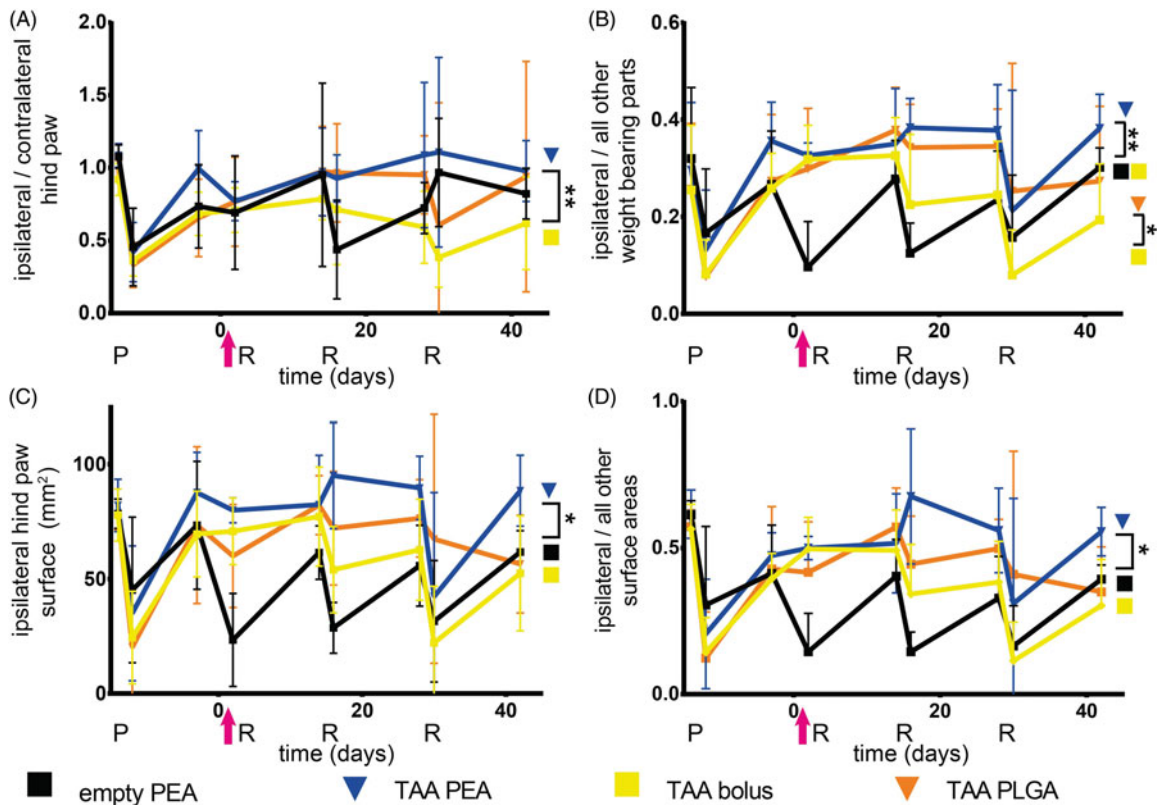 (A)
ipsilateral / contralateral
hind paw
2.0
1.5
1.0
0.5
0.0
0 20 40
P R R R
time (days)
**
(B)
ipsilateral / all other
weight bearing parts
0.6
0.4
0.2
0.0
0 20 40
P R R R
time (days)
**
*
(C)
ipsilateral hind paw
surface (mm²)
100
50
0
0 20 40
P R R R
time (days)
*
(D)
ipsilateral / all other
surface areas
1.0
0.5
0.0
0 20 40
P R R R
time (days)
*
empty PEA TAA PEA TAA bolus TAA PLGA